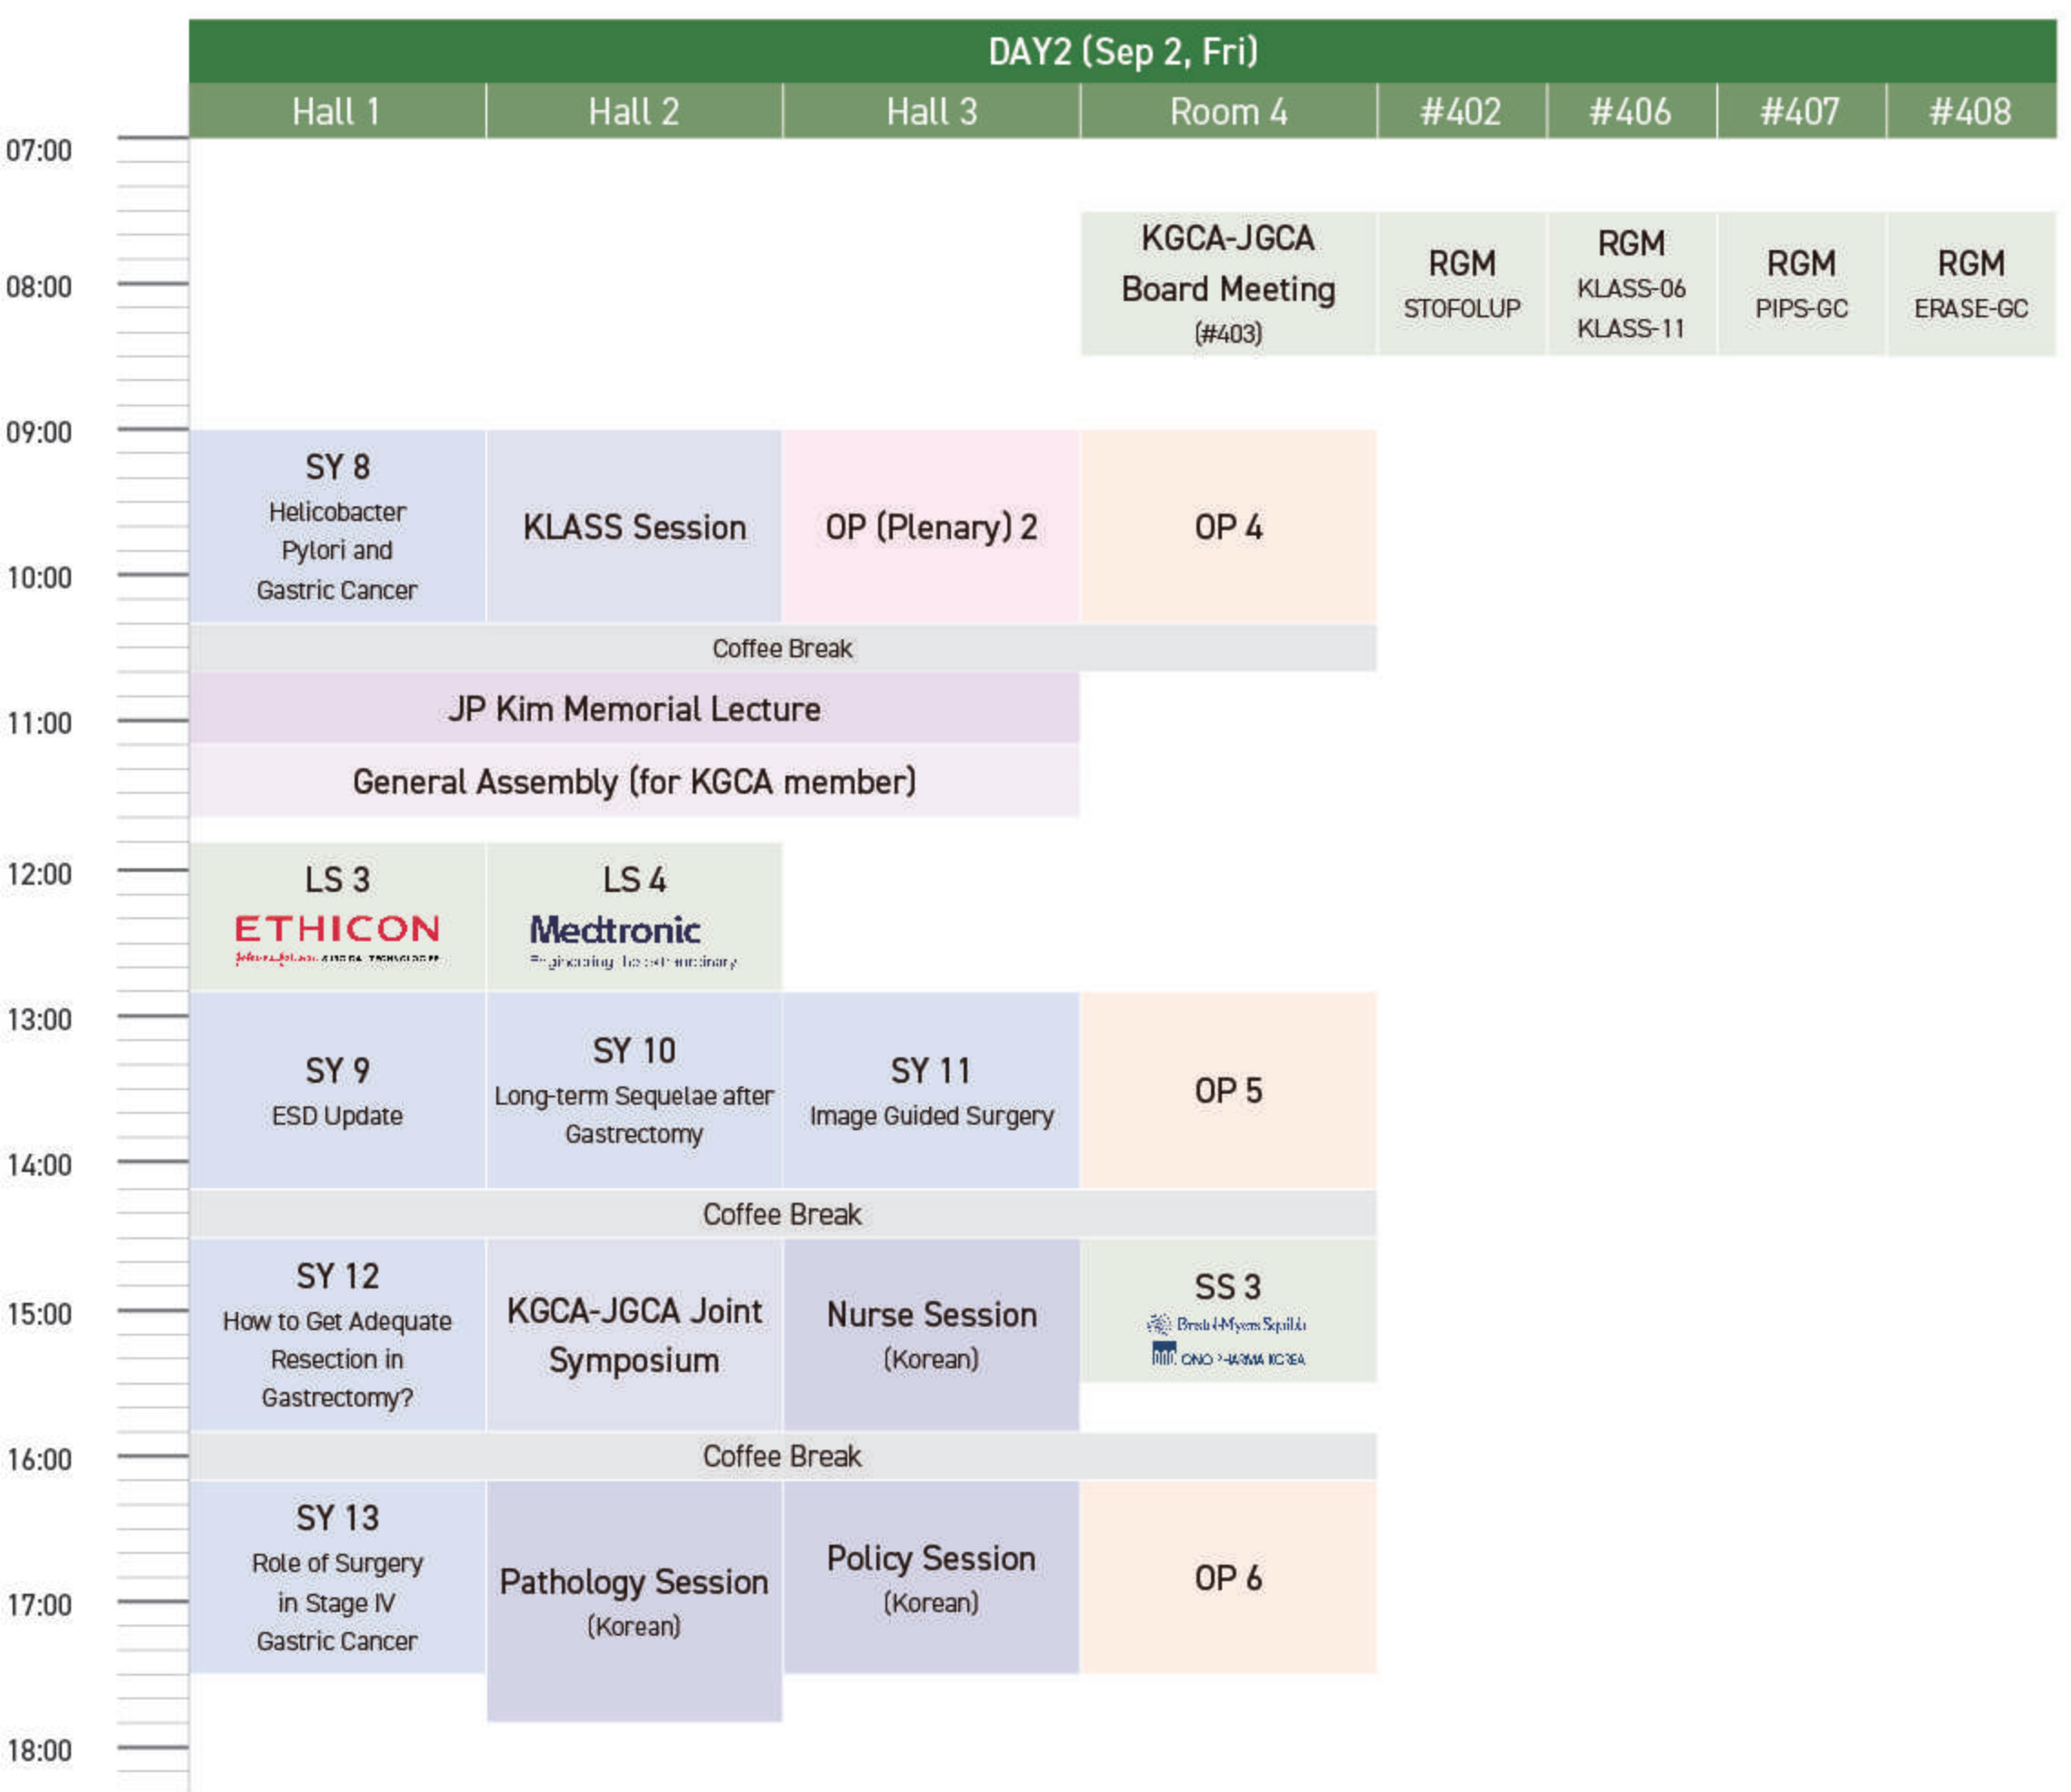 DAY2 (Sep 2, Fri)
Hall 1 Hall 2 Hall 3 Room 4 #402 #406 #407 #408
07:00
KGCA-JGCA
Board Meeting
(#403)
RGM
STOFOLUP
RGM
KLASS-06
KLASS-11
RGM
PIPS-GC
RGM
ERASE-GC
08:00
09:00
SY 8
Helicobacter
Pylori and
Gastric Cancer
KLASS Session
OP (Plenary) 2
OP 4
10:00
Coffee Break
JP Kim Memorial Lecture
11:00
General Assembly (for KGCA member)
12:00
LS 3
ETHICON
LS 4
Medtronic
13:00
SY 9
ESD Update
SY 10
Long-term Sequelae after
Gastrectomy
SY 11
Image Guided Surgery
OP 5
14:00
Coffee Break
SY 12
How to Get Adequate
Resection in
Gastrectomy?
KGCA-JGCA Joint
Symposium
Nurse Session
(Korean)
SS 3
Bristol-Myers Squibb
ONO PHARMA KOREA
15:00
Coffee Break
16:00
SY 13
Role of Surgery
in Stage IV
Gastric Cancer
Pathology Session
(Korean)
Policy Session
(Korean)
OP 6
17:00
18:00